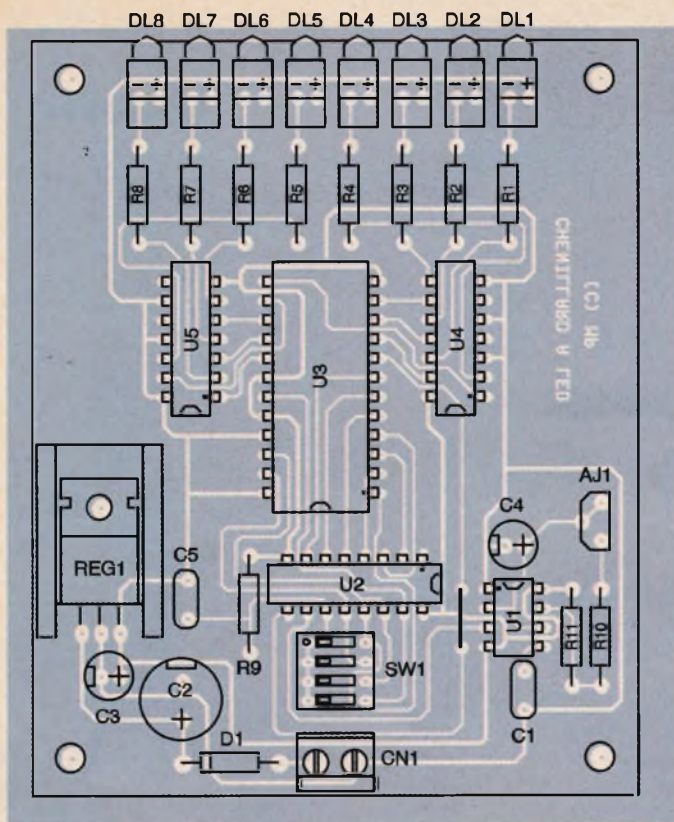 DL8 DL7 DL6 DL5 DL4 DL3 DL2 DL1
R8 R7 R6 R5 R4 R3 R2 R1
CHENILLARD A LED
(C) MP
U5 U3 U4
AJ1
C4
REG1 C5
U2
U1
R11 R10
R9
SW1
C2
C3
C1
D1
CN1